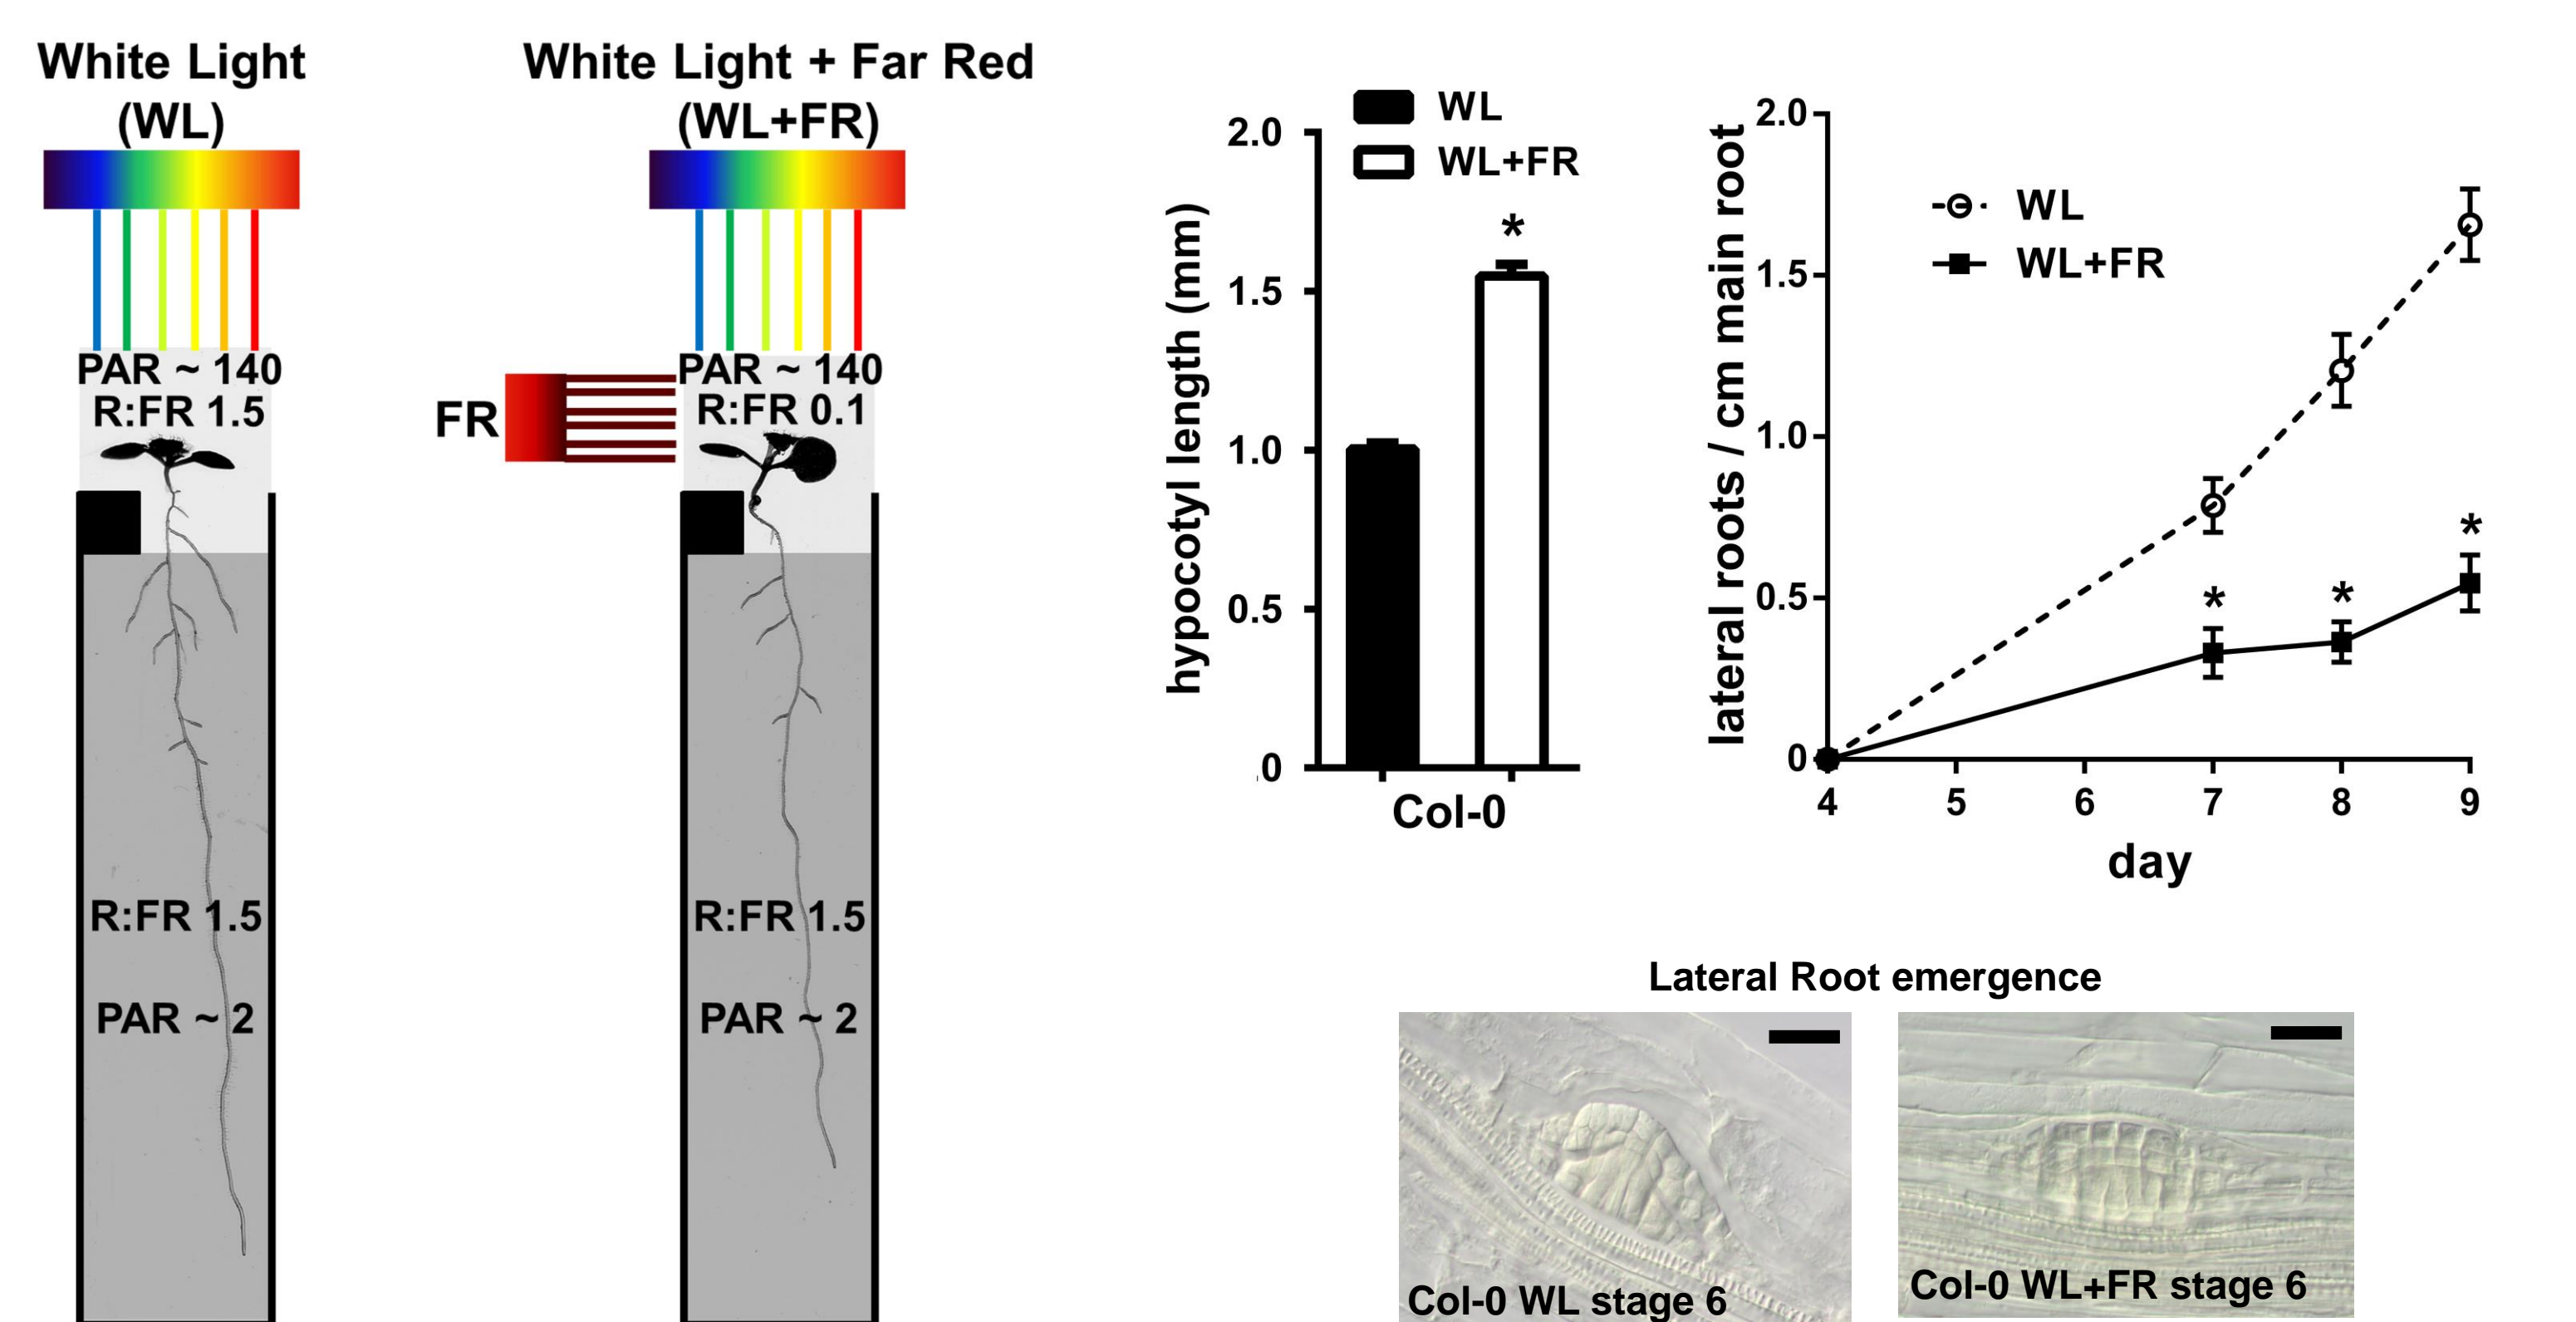 White Light
(WL)
PAR ~ 140
R:FR 1.5
R:FR 1.5
PAR ~ 2
White Light + Far Red
(WL+FR)
FR
PAR ~ 140
R:FR 0.1
R:FR 1.5
PAR ~ 2
WL
WL+FR
hypocotyl length (mm)
2.0
1.5
1.0
0.5
0
*
Col-0
WL
WL+FR
lateral roots / cm main root
2.0
1.5
1.0
0.5
0
*
*
*
4 5 6 7 8 9
day
Lateral Root emergence
Col-0 WL stage 6
Col-0 WL+FR stage 6